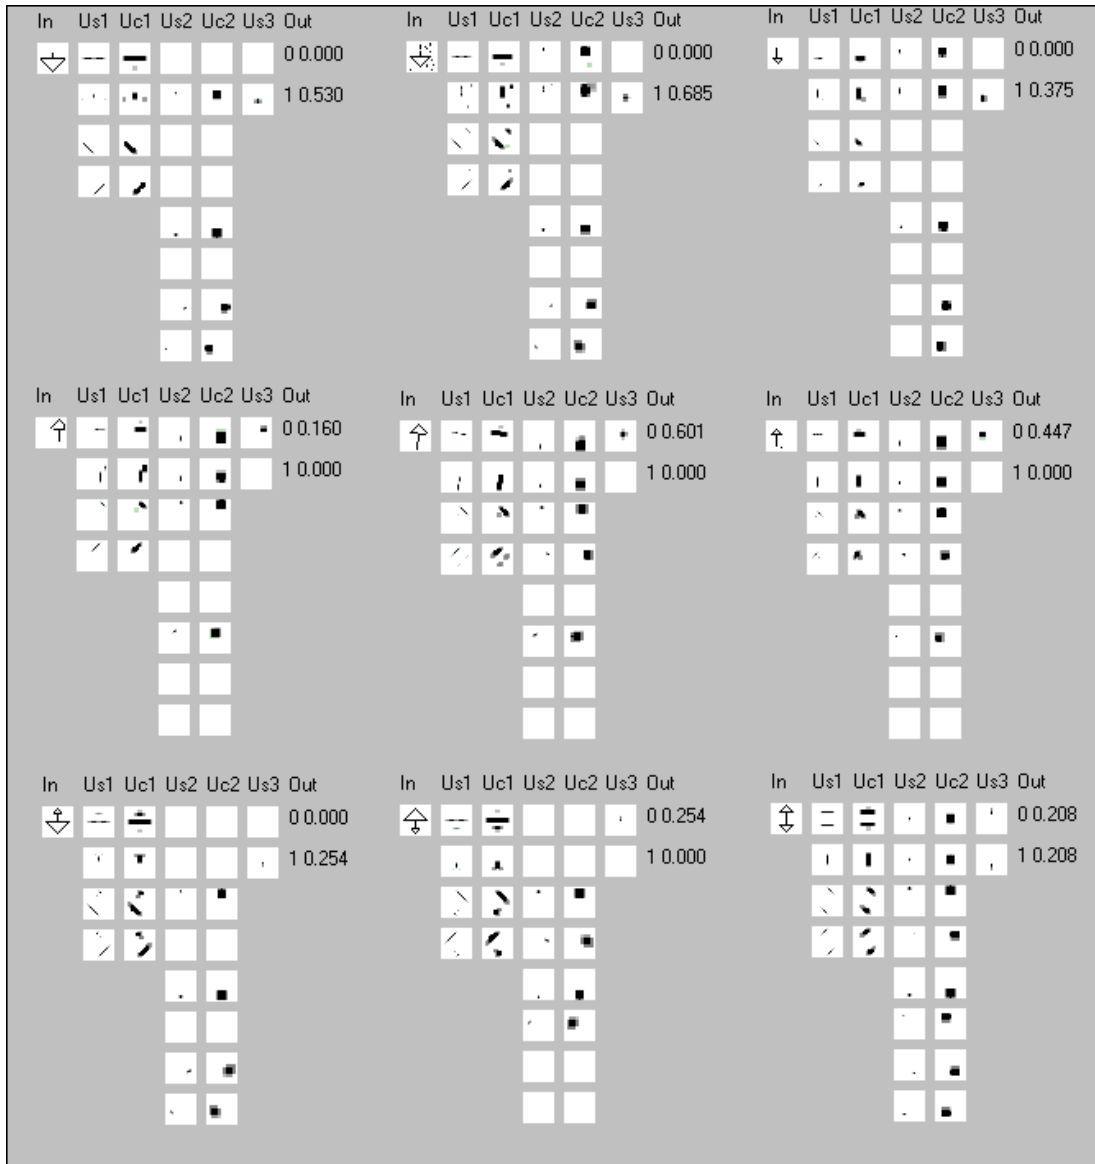 In Us1 Uc1 Us2 Uc2 Us3 Out
0 0.000
1 0.530
In Us1 Uc1 Us2 Uc2 Us3 Out
0 0.000
1 0.685
In Us1 Uc1 Us2 Uc2 Us3 Out
0 0.000
1 0.375
In Us1 Uc1 Us2 Uc2 Us3 Out
0 0.160
1 0.000
In Us1 Uc1 Us2 Uc2 Us3 Out
0 0.601
1 0.000
In Us1 Uc1 Us2 Uc2 Us3 Out
0 0.447
1 0.000
In Us1 Uc1 Us2 Uc2 Us3 Out
0 0.000
1 0.254
In Us1 Uc1 Us2 Uc2 Us3 Out
0 0.254
1 0.000
In Us1 Uc1 Us2 Uc2 Us3 Out
0 0.208
1 0.208